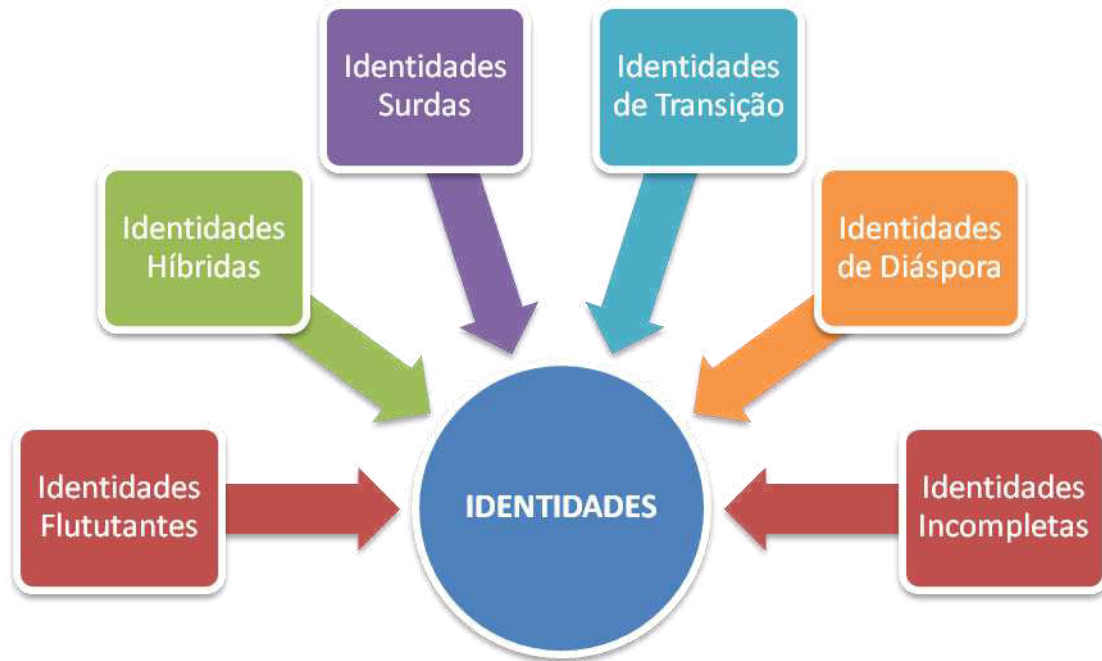 Identidades
Surdas
Identidades
de Transição
Identidades
Híbridas
Identidades
de Diáspora
Identidades
Flututantes
IDENTIDADES
Identidades
Incompletas